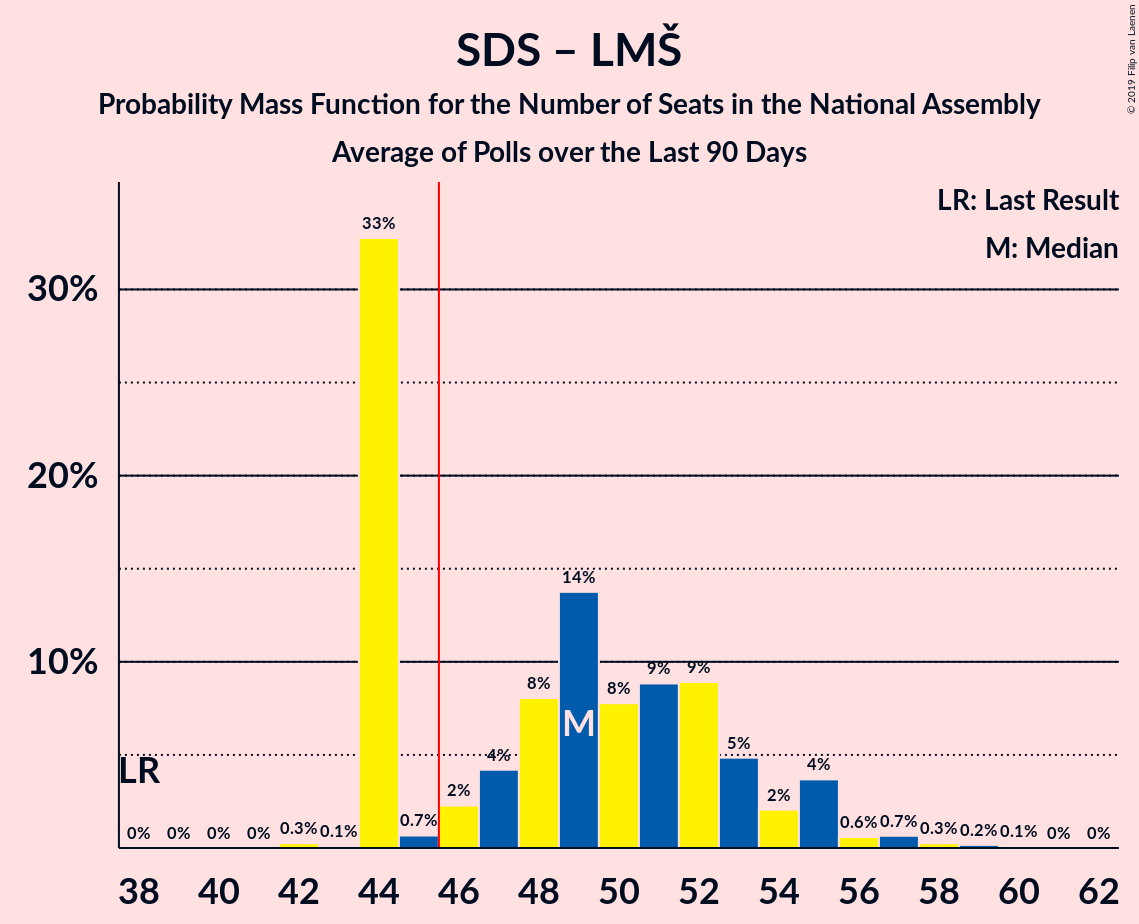 SDS – LMŠ
Probability Mass Function for the Number of Seats in the National Assembly
Average of Polls over the Last 90 Days
© 2019 Filip van Laenen
LR: Last Result
M: Median
30%
20%
10%
LR
M
0% 0% 0% 0% 0.3% 0.1% 33% 0.7% 2% 4% 8% 14% 8% 9% 9% 5% 2% 4% 0.6% 0.7% 0.3% 0.2% 0.1% 0% 0%
38 40 42 44 46 48 50 52 54 56 58 60 62